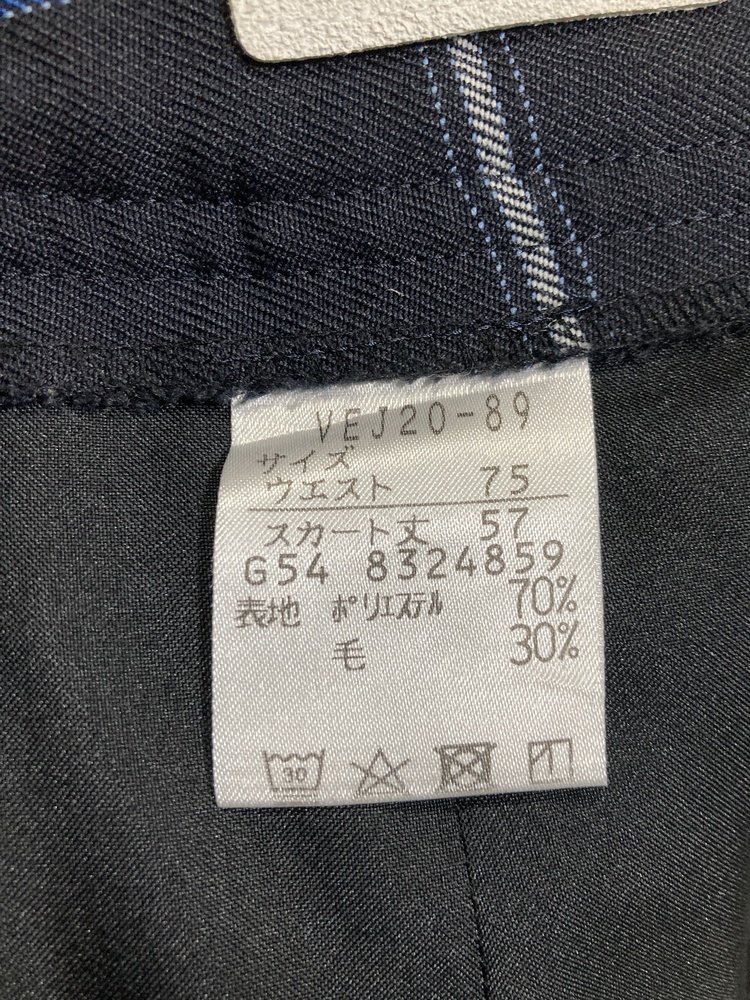 VEJ20-89
サイズ
ウエスト 75
スカート丈 57
G54 8324859
表地 ポリエステル 70%
毛 30%
30